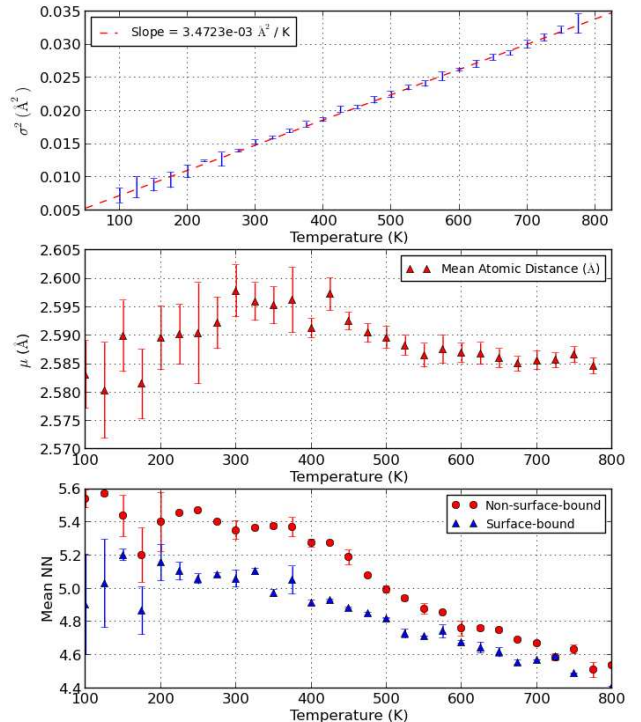 0.035
0.030
0.025
0.020
0.015
0.010
0.005
σ² (Å²)
Slope = 3.4723e-03 Å² / K
100 200 300 400 500 600 700 800
Temperature (K)
2.605
2.600
2.595
2.590
2.585
2.580
2.575
2.570
μ (Å)
Mean Atomic Distance (Å)
100 200 300 400 500 600 700 800
Temperature (K)
5.6
5.4
5.2
5.0
4.8
4.6
4.4
Mean NN
Non-surface-bound
Surface-bound
100 200 300 400 500 600 700 800
Temperature (K)